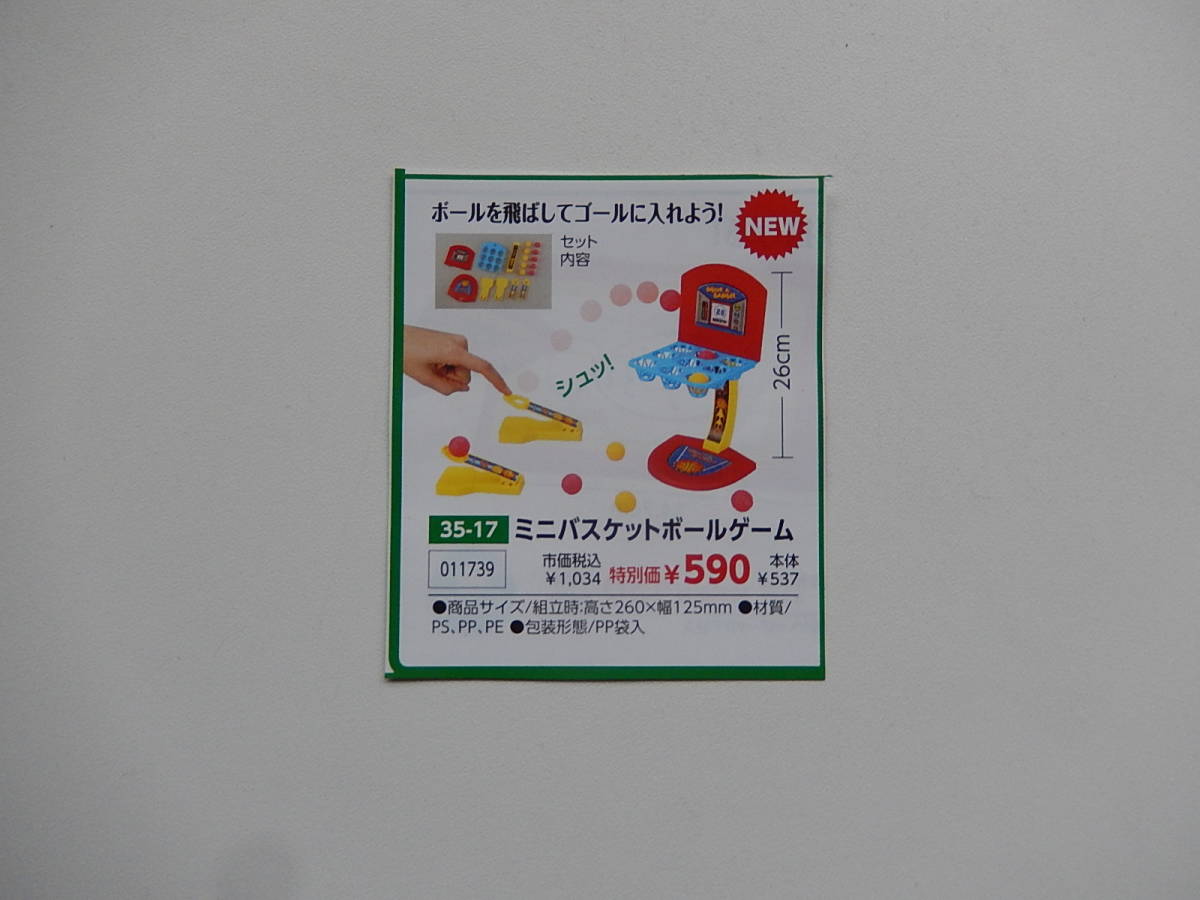 ボールを飛ばしてゴールに入れよう!
NEW
セット
内容
シュッ!
26cm
35-17 ミニバスケットボールゲーム
011739
市価税込
¥1,034
特別価¥590
本体
¥537
●商品サイズ/組立時:高さ260×幅125mm ●材質/
PS、PP、PE ●包装形態/PP袋入